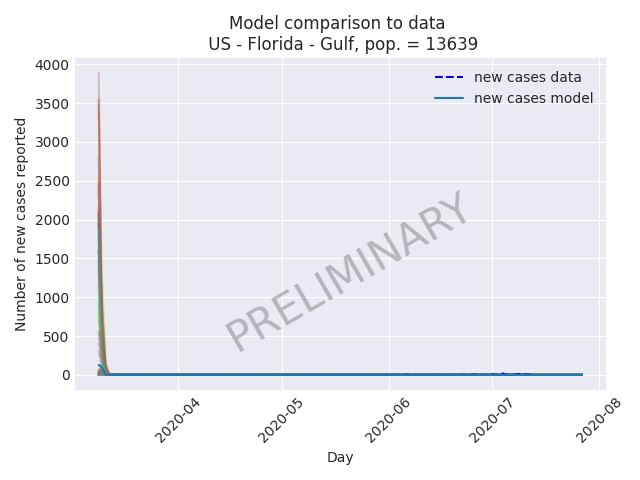 Model comparison to data
US - Florida - Gulf, pop. = 13639
4000
3500
3000
2500
2000
1500
1000
500
0
Number of new cases reported
new cases data
new cases model
PRELIMINARY
2020-04
2020-05
2020-06
2020-07
2020-08
Day